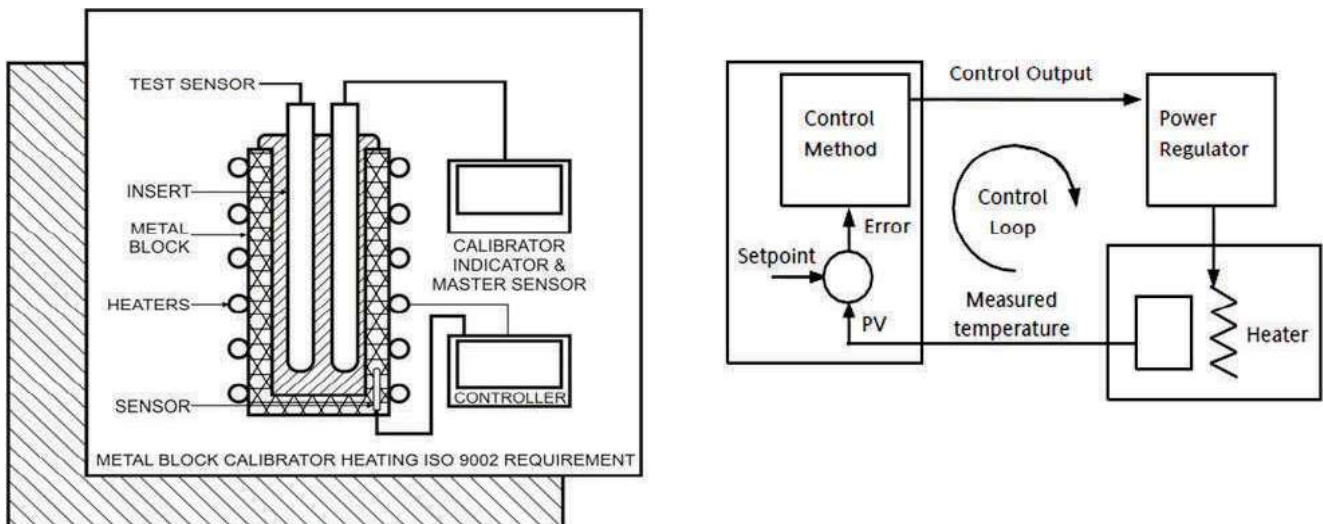 TEST SENSOR
INSERT
METAL
BLOCK
HEATERS
SENSOR
CALIBRATOR
INDICATOR &
MASTER SENSOR
CONTROLLER
METAL BLOCK CALIBRATOR HEATING ISO 9002 REQUIREMENT
Control Output
Control
Method
Power
Regulator
Control
Loop
Error
Setpoint
PV
Measured
temperature
Heater